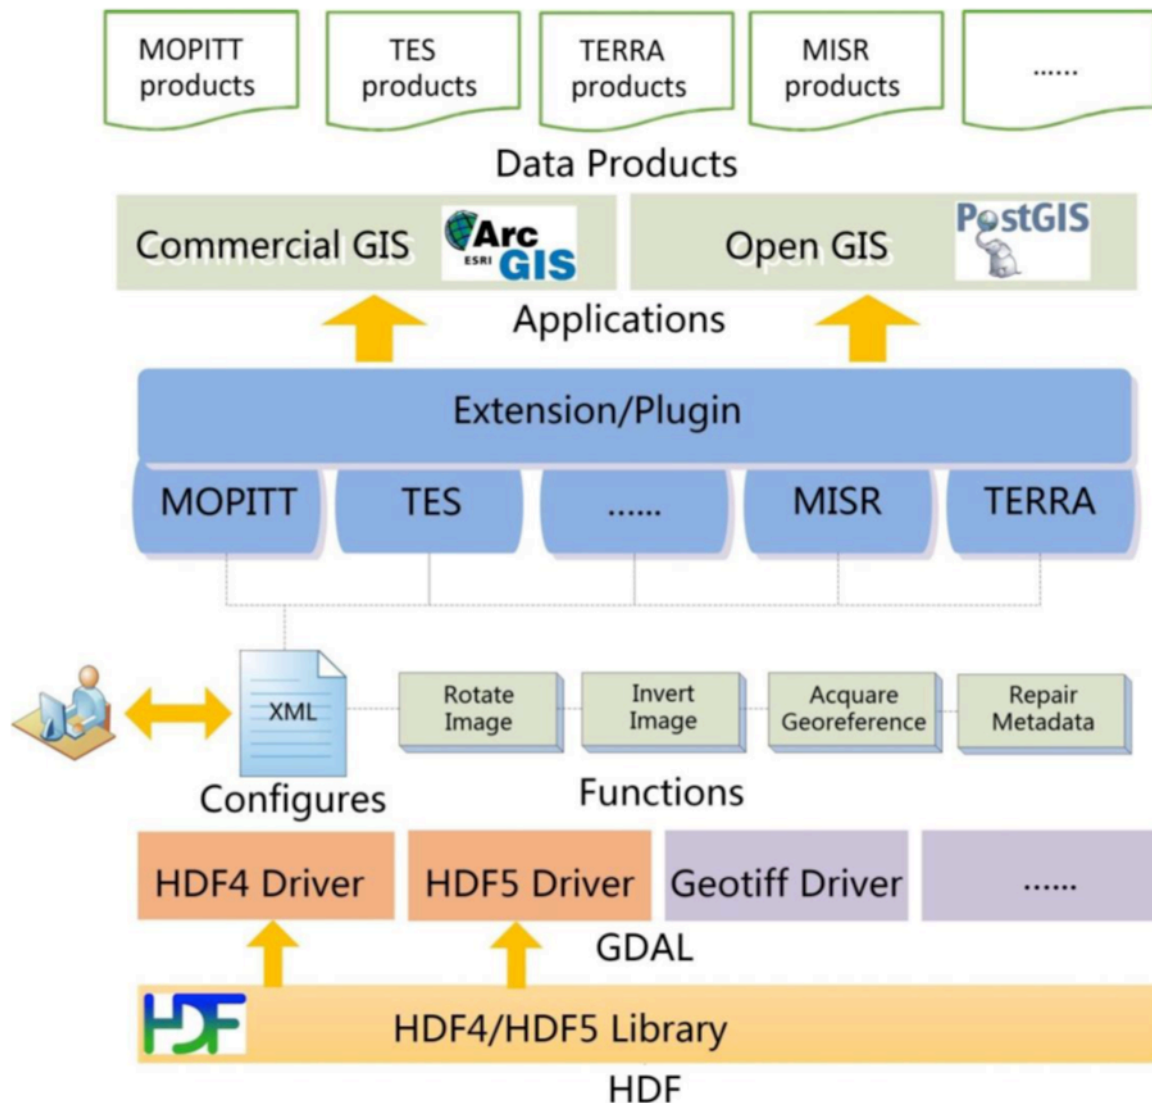 MOPITT
products
TES
products
TERRA
products
MISR
products
......
Data Products
Commercial GIS
Arc
ESRI
GIS
Open GIS
PostGIS
Applications
Extension/Plugin
MOPITT
TES
......
MISR
TERRA
XML
Rotate
Image
Invert
Image
Acquare
Georeference
Repair
Metadata
Configures
Functions
HDF4 Driver
HDF5 Driver
Geotiff Driver
......
GDAL
HDF
HDF4/HDF5 Library
HDF